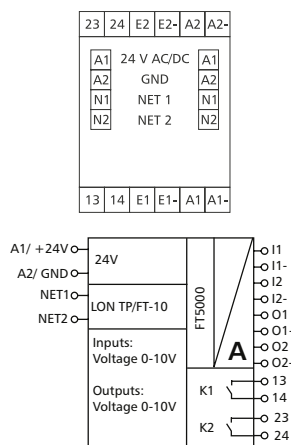 23 24 E2 E2- A2 A2-
A1 24 V AC/DC A1
A2 GND A2
N1 NET 1 N1
N2 NET 2 N2
13 14 E1 E1- A1 A1-
A1/ +24V
A2/ GND
NET1
NET2
24V
LON TP/FT-10
Inputs:
Voltage 0-10V
Outputs:
Voltage 0-10V
FT5000
A
K1
K2
I1
I1-
I2
I2-
O1
O1-
O2
O2-
13
14
23
24